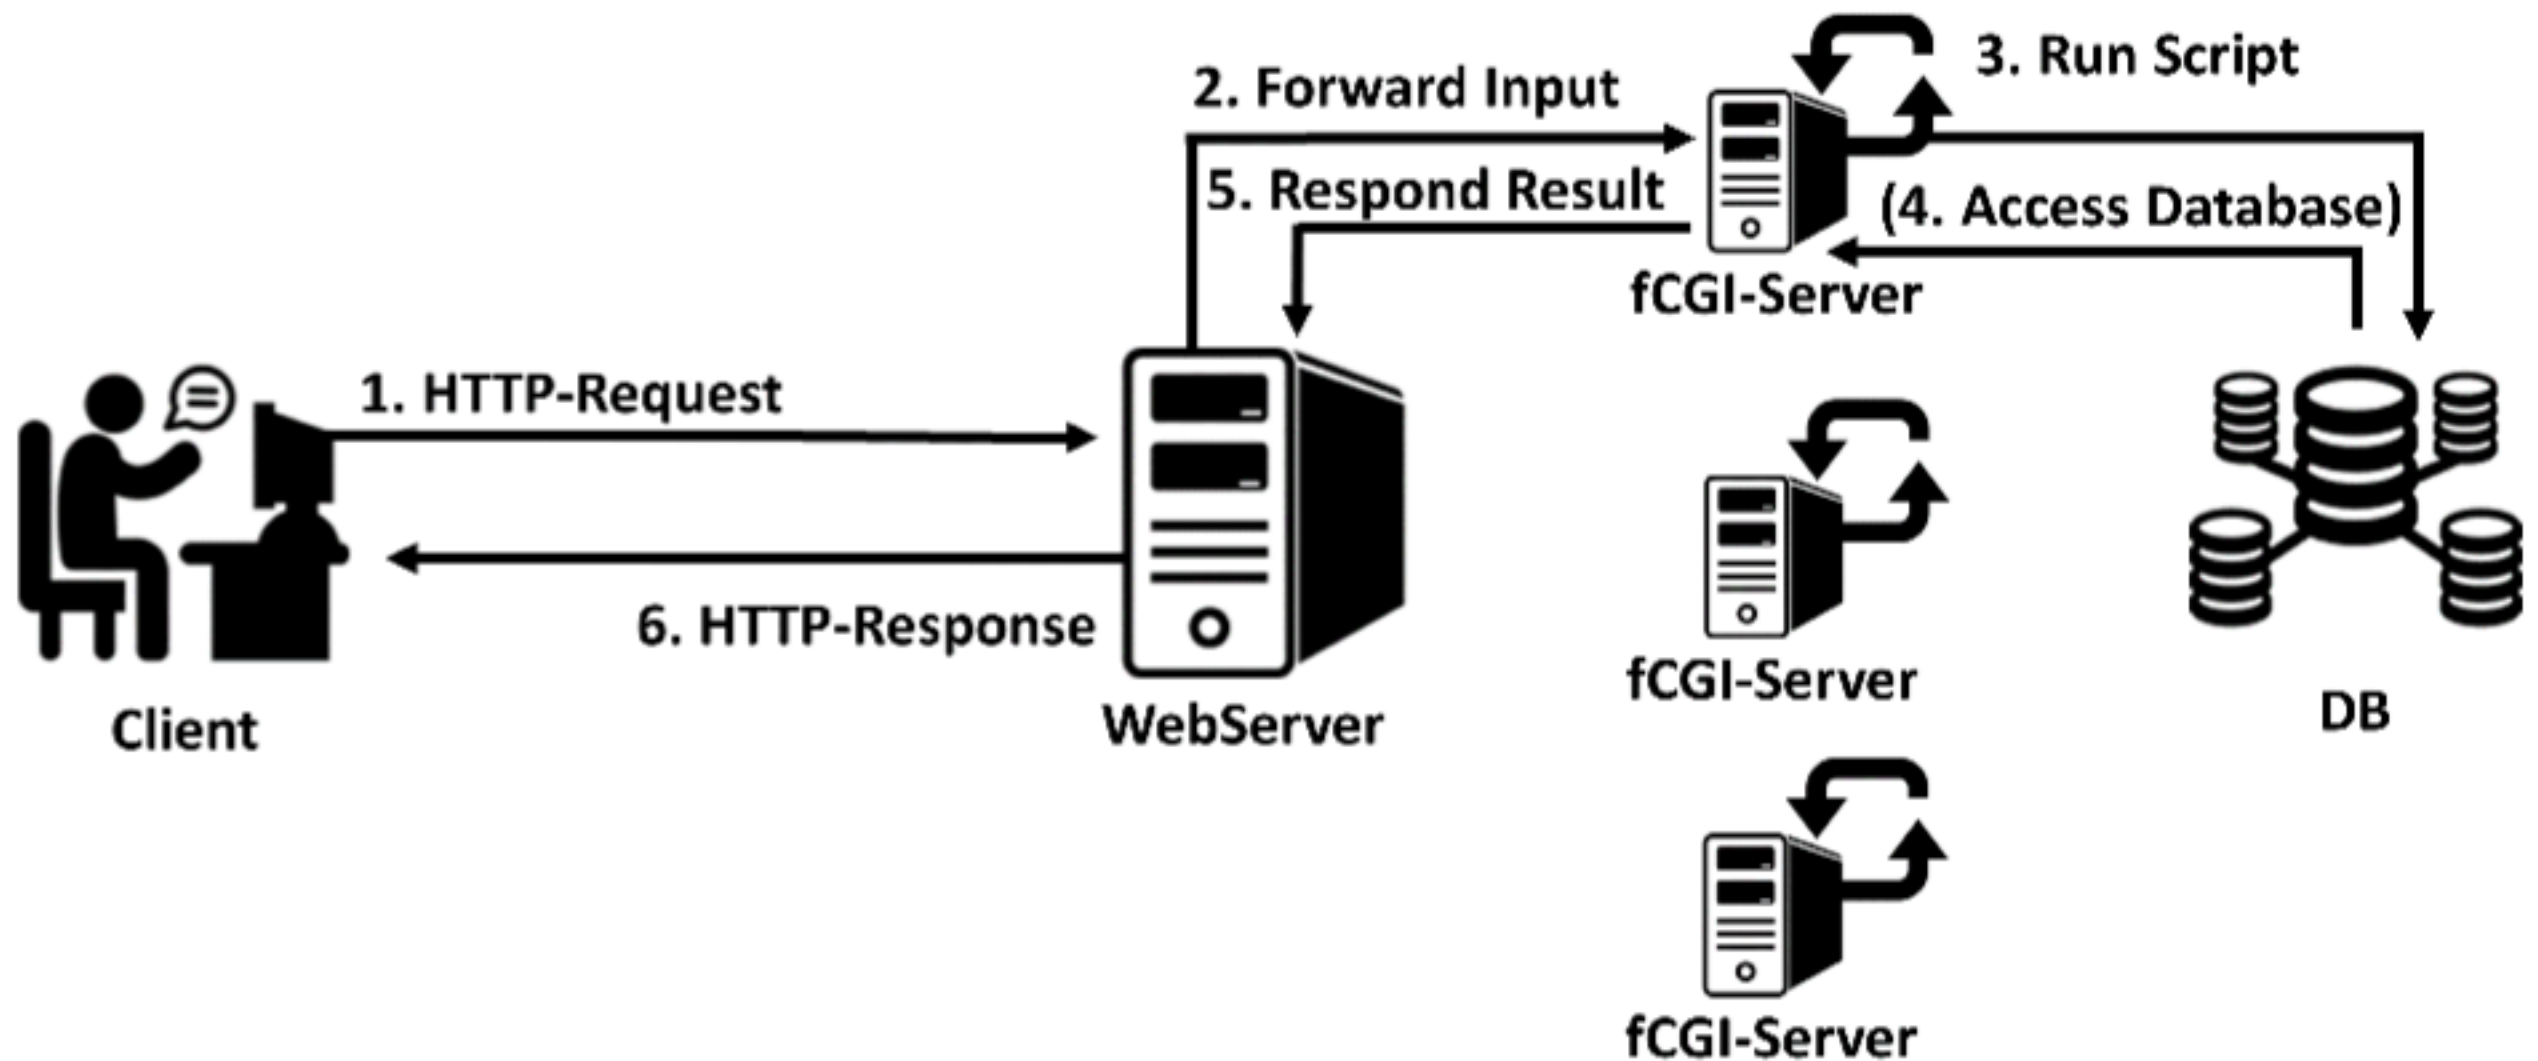 3. Run Script
2. Forward Input
5. Respond Result
(4. Access Database)
fCGI-Server
1. HTTP-Request
6. HTTP-Response
fCGI-Server
Client
WebServer
DB
fCGI-Server